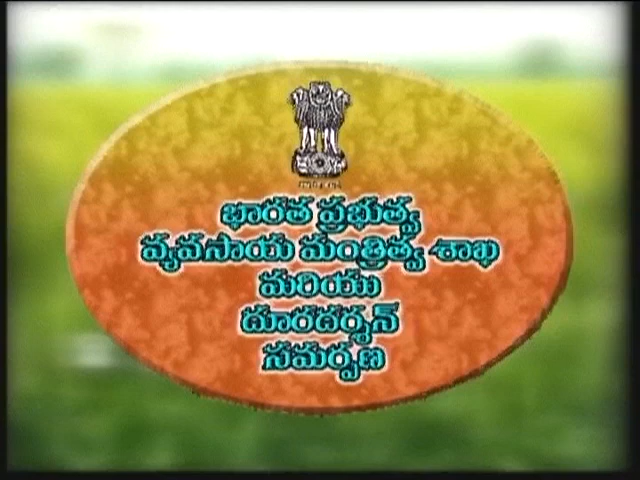 భారత ప్రభుత్వ
వ్యవసాయ మంత్రిత్వ శాఖ
మరియు
దూరదర్శన్
సమర్పణ